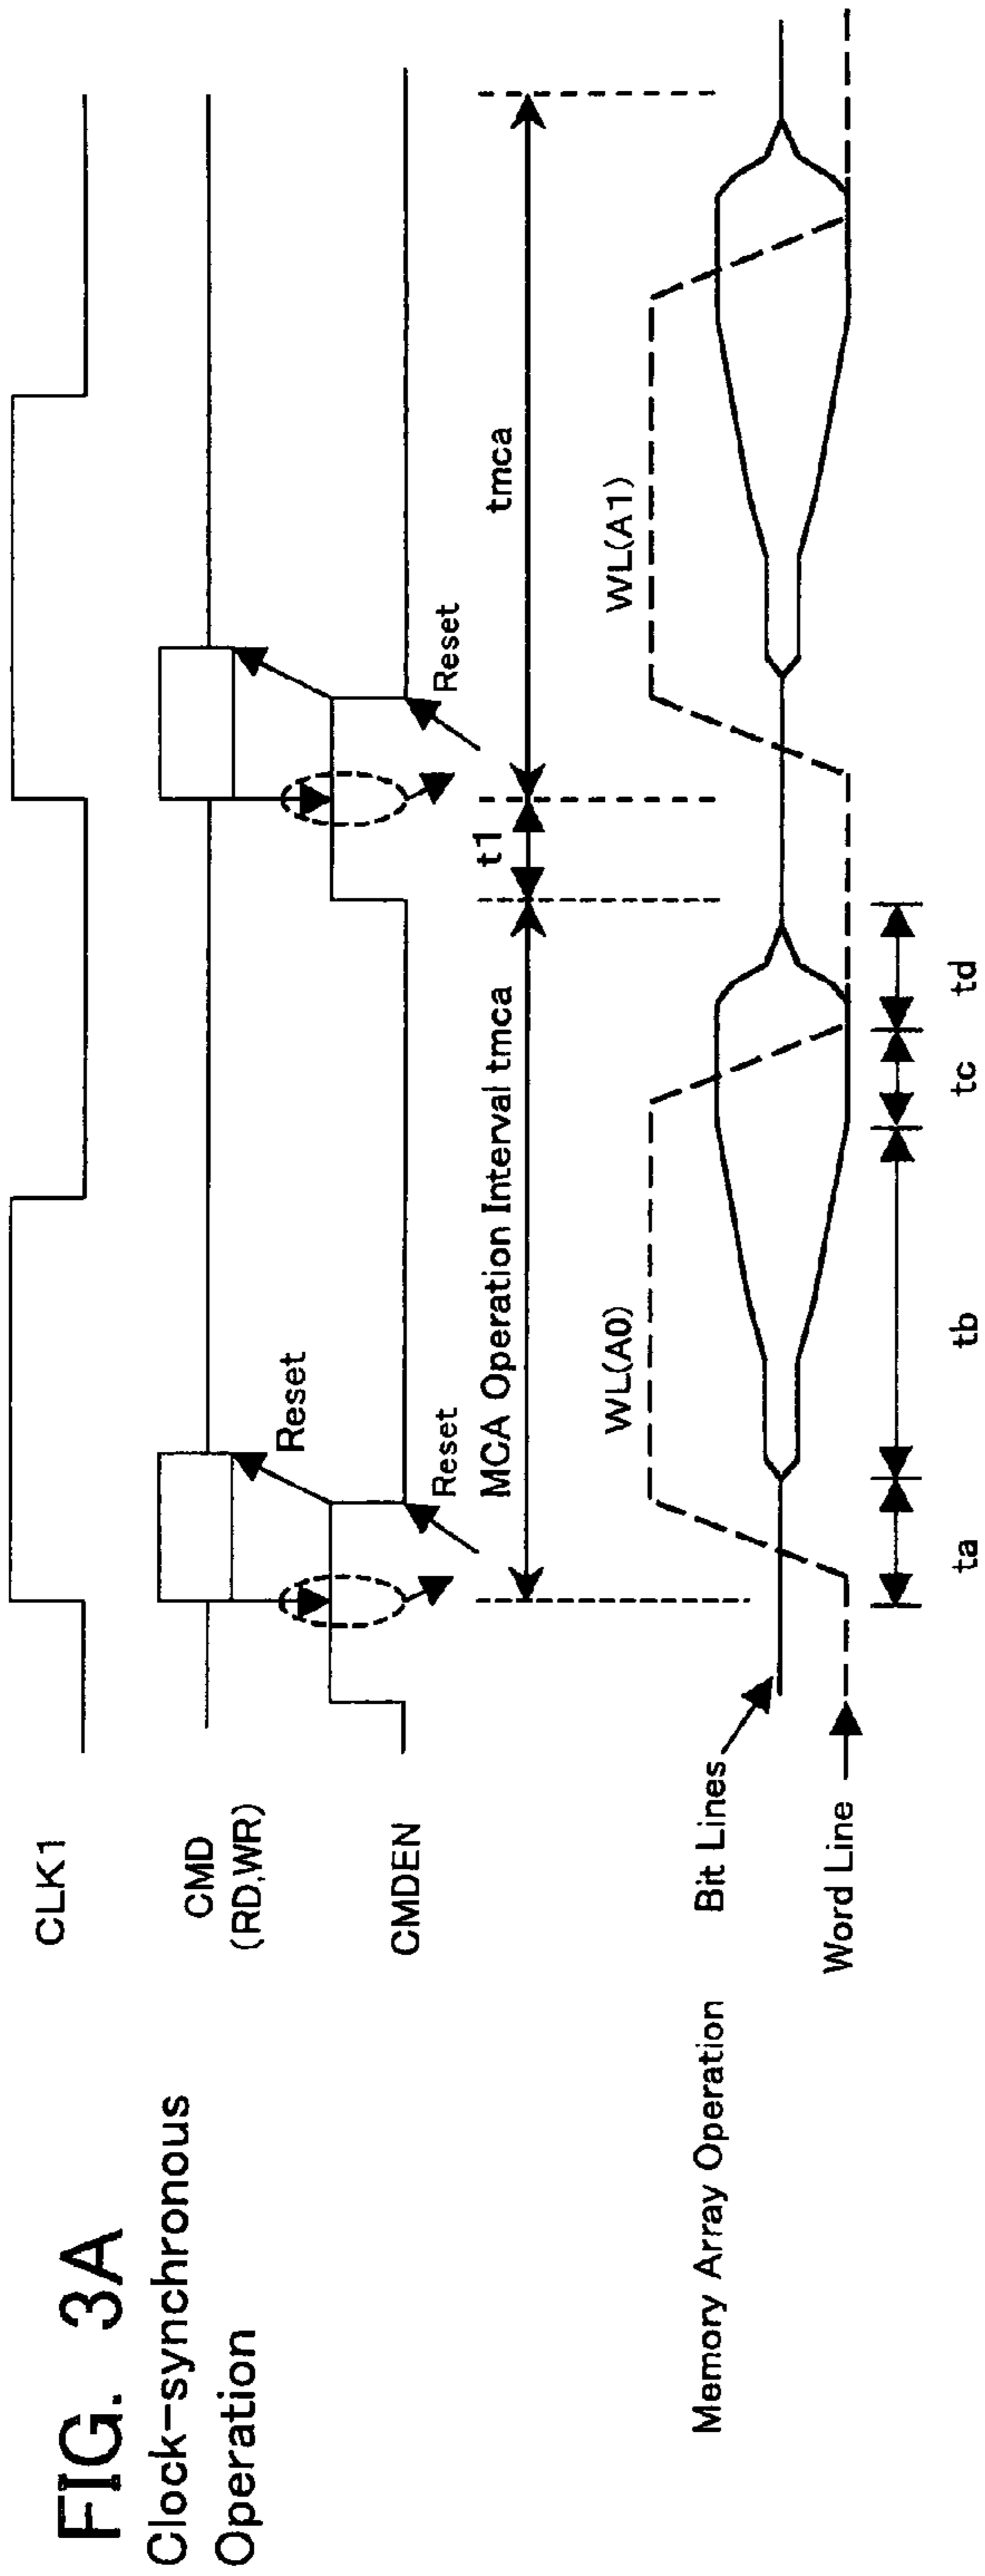 FIG. 3A
Clock-synchronous
Operation
CLK1
CMD
(RD,WR)
Reset
CMDEN
Reset
Reset
MCA Operation Interval tmca
t1
tmca
WL(A0)
WL(A1)
Memory Array Operation
Bit Lines
Word Line
ta
tb
tc
td